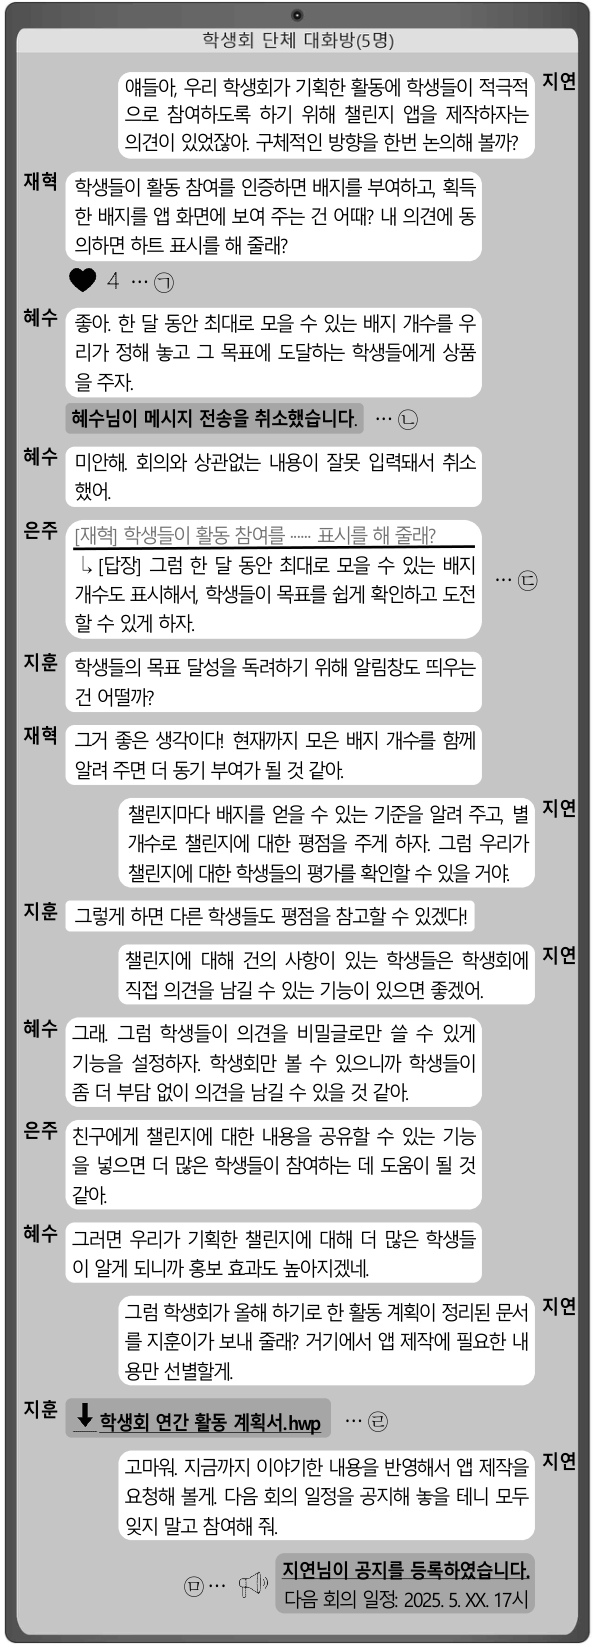 학생회 단체 대화방(5명)
지연
얘들아, 우리 학생회가 기획한 활동에 학생들이 적극적
으로 참여하도록 하기 위해 챌린지 앱을 제작하자는
의견이 있었잖아. 구체적인 방향을 한번 논의해 볼까?
재혁
학생들이 활동 참여를 인증하면 배지를 부여하고, 획득
한 배지를 앱 화면에 보여 주는 건 어때? 내 의견에 동
의하면 하트 표시를 해 줄래?
♥ 4 … ㉠
혜수
좋아. 한 달 동안 최대로 모을 수 있는 배지 개수를 우
리가 정해 놓고 그 목표에 도달하는 학생들에게 상품
을 주자.
혜수님이 메시지 전송을 취소했습니다. … ㉡
혜수
미안해. 회의와 상관없는 내용이 잘못 입력돼서 취소
했어.
은주
[재혁] 학생들이 활동 참여를 …… 표시를 해 줄래?
↳ [답장] 그럼 한 달 동안 최대로 모을 수 있는 배지
개수도 표시해서, 학생들이 목표를 쉽게 확인하고 도전
할 수 있게 하자.
… ㉢
지훈
학생들의 목표 달성을 독려하기 위해 알림창도 띄우는
건 어떨까?
재혁
그거 좋은 생각이다! 현재까지 모은 배지 개수를 함께
알려 주면 더 동기 부여가 될 것 같아.
지연
챌린지마다 배지를 얻을 수 있는 기준을 알려 주고, 별
개수로 챌린지에 대한 평점을 주게 하자. 그럼 우리가
챌린지에 대한 학생들의 평가를 확인할 수 있을 거야.
지훈
그렇게 하면 다른 학생들도 평점을 참고할 수 있겠다!
지연
챌린지에 대해 건의 사항이 있는 학생들은 학생회에
직접 의견을 남길 수 있는 기능이 있으면 좋겠어.
혜수
그래. 그럼 학생들이 의견을 비밀글로만 쓸 수 있게
기능을 설정하자. 학생회만 볼 수 있으니까 학생들이
좀 더 부담 없이 의견을 남길 수 있을 것 같아.
은주
친구에게 챌린지에 대한 내용을 공유할 수 있는 기능
을 넣으면 더 많은 학생들이 참여하는 데 도움이 될 것
같아.
혜수
그러면 우리가 기획한 챌린지에 대해 더 많은 학생들
이 알게 되니까 홍보 효과도 높아지겠네.
지연
그럼 학생회가 올해 하기로 한 활동 계획이 정리된 문서
를 지훈이가 보내 줄래? 거기에서 앱 제작에 필요한 내
용만 선별할게.
지훈
학생회 연간 활동 계획서.hwp … ㉣
지연
고마워. 지금까지 이야기한 내용을 반영해서 앱 제작을
요청해 볼게. 다음 회의 일정을 공지해 놓을 테니 모두
잊지 말고 참여해 줘.
㉤ … 지연님이 공지를 등록하였습니다.
다음 회의 일정: 2025. 5. XX. 17시